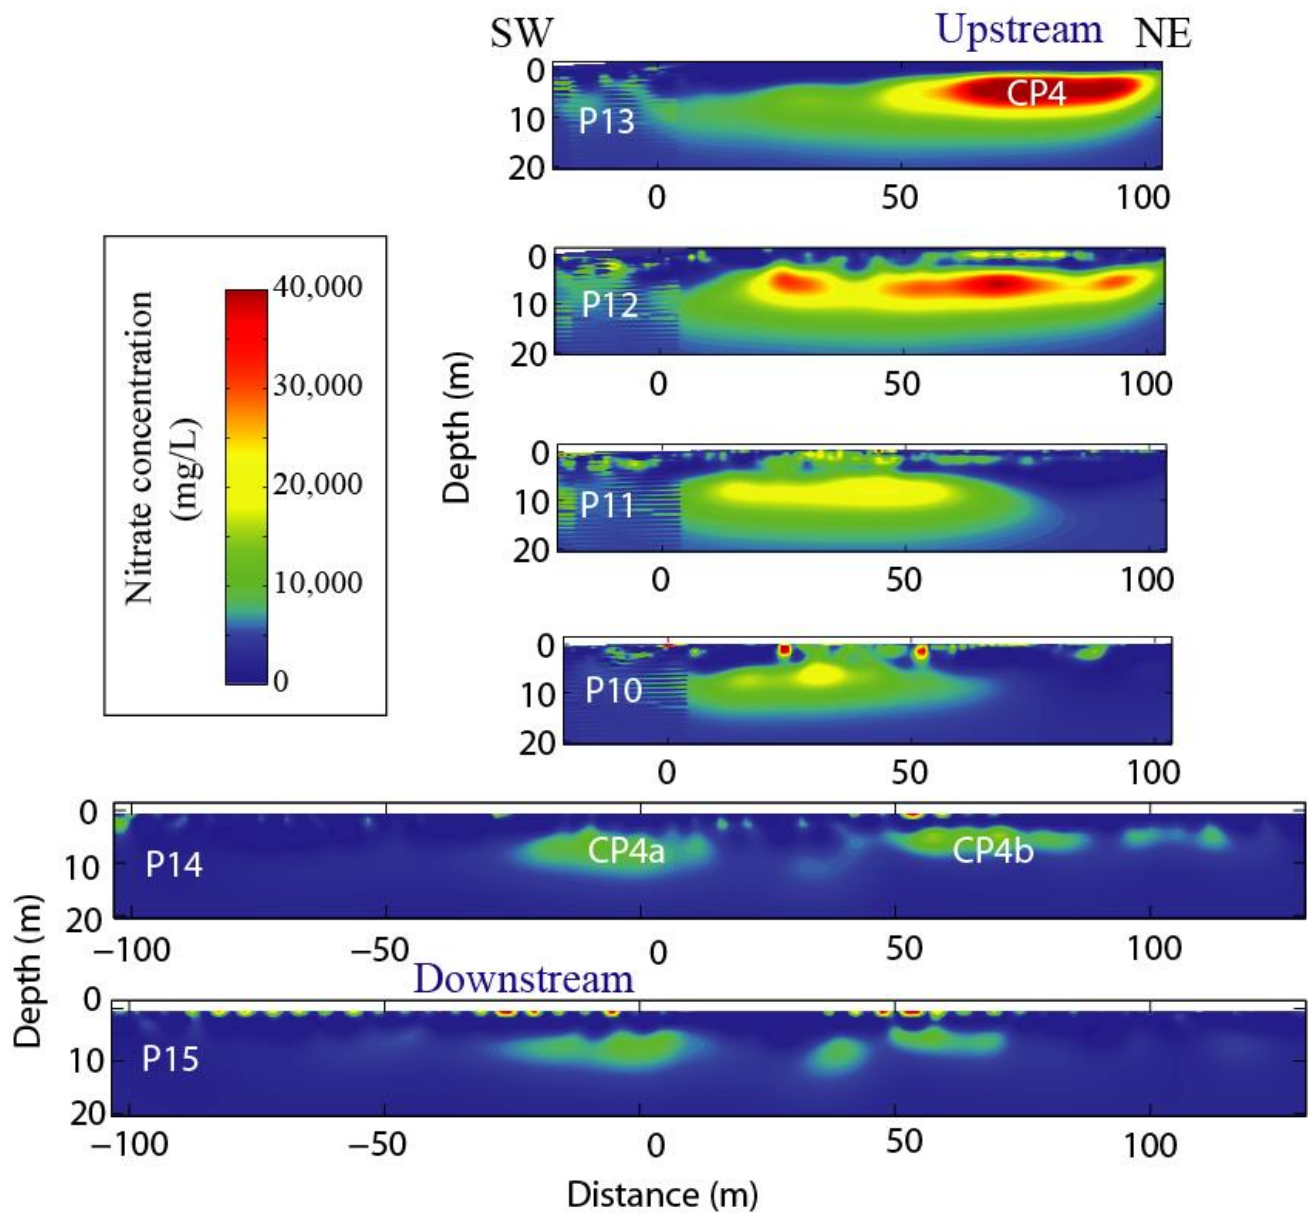 SW Upstream NE
0
10
20
P13
CP4
0 50 100
0
10
20
P12
0 50 100
Depth (m)
0
10
20
P11
0 50 100
0
10
20
P10
0 50 100
Nitrate concentration
(mg/L)
40,000
30,000
20,000
10,000
0
0
10
20
P14
CP4a
CP4b
−100 −50 0 50 100
Depth (m)
Downstream
0
10
20
P15
−100 −50 0 50 100
Distance (m)